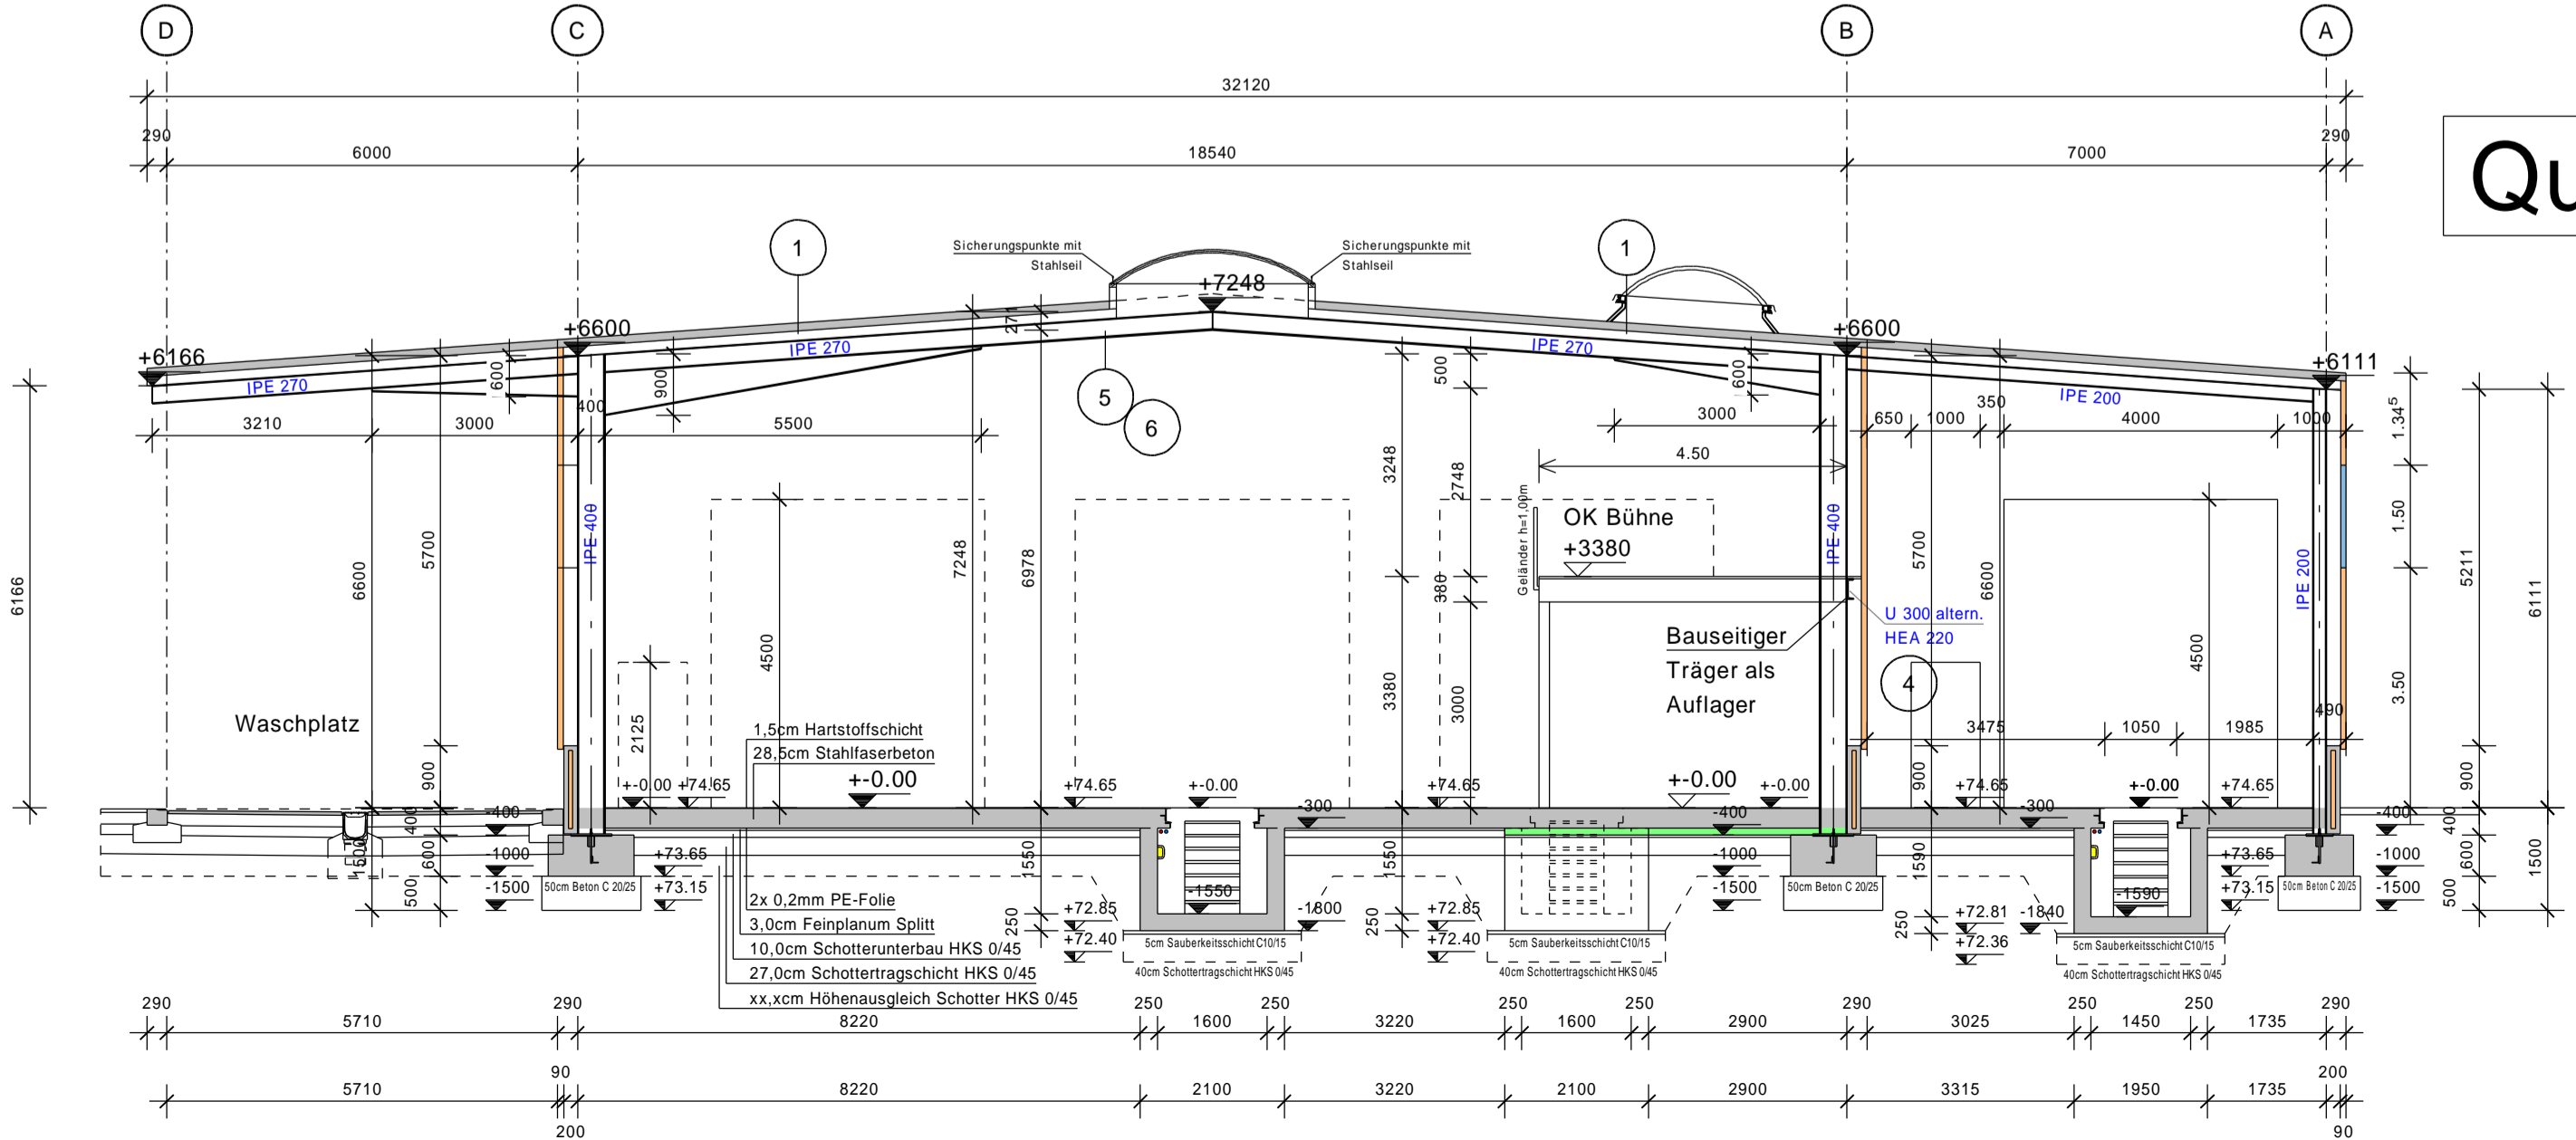 D C B A
32120
290 6000 18540 7000 290
Qu
1 1
Sicherungspunkte mit
Stahlseil
Sicherungspunkte mit
Stahlseil
+7248
271
+6600 +6600
+6166 +6111
IPE 270 IPE 270 IPE 270 IPE 200
600 900 500 600
5
6
400 350
3210 3000 5500 3000 650 1000 4000 1000
1.34⁵
4.50
3248 2748
IPE 400 IPE 400 IPE 200
OK Bühne
+3380
Geländer h=1,00m
1.50
6166 6600 5700 7248 6978 380 5700 6600 5211 6111
U 300 altern.
HEA 220
Bauseitiger
Träger als
Auflager
4
4500 2125 3380 3000 4500 3.50
490
Waschplatz
3475 1050 1985
1,5cm Hartstoffschicht
28,5cm Stahlfaserbeton
+-0.00 +-0.00
+-0.00 +74.65 +74.65 +-0.00 +74.65 +-0.00 +74.65 +-0.00 +74.65
900 900 900
-400 -300 -400 -300 -400
400 400
1500 600 -1000 +73.65 1550 1550 -1000 1590 +73.65 -1000 600 1500
500 -1500 +73.15 -1550 -1500 -1590 +73.15 -1500 500
50cm Beton C 20/25 50cm Beton C 20/25 50cm Beton C 20/25
2x 0,2mm PE-Folie
3,0cm Feinplanum Splitt
10,0cm Schotterunterbau HKS 0/45
27,0cm Schottertragschicht HKS 0/45
xx,xcm Höhenausgleich Schotter HKS 0/45
250 +72.85 -1800 250 +72.85 250 +72.81 -1840
+72.40 +72.40 +72.36
5cm Sauberkeitsschicht C10/15 5cm Sauberkeitsschicht C10/15 5cm Sauberkeitsschicht C10/15
40cm Schottertragschicht HKS 0/45 40cm Schottertragschicht HKS 0/45 40cm Schottertragschicht HKS 0/45
290 290 250 250 250 250 290 250 250 290
5710 8220 1600 3220 1600 2900 3025 1450 1735
90 200
5710 8220 2100 3220 2100 2900 3315 1950 1735
200 90